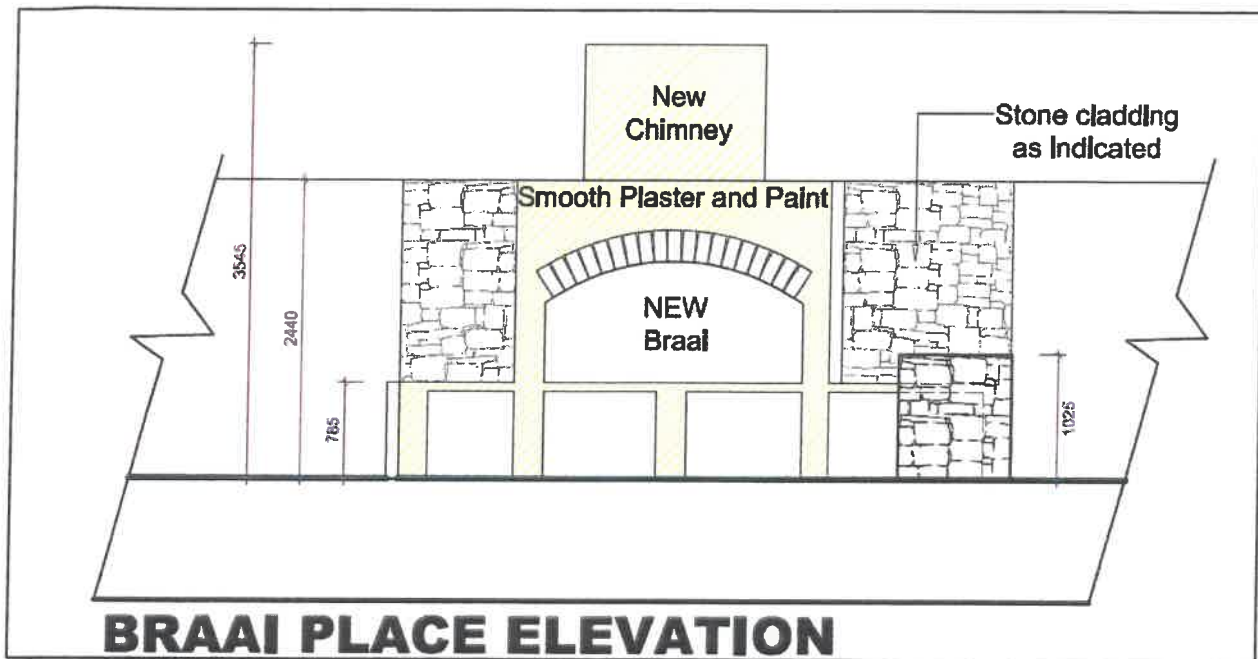 New
Chimney
Stone cladding
as indicated
Smooth Plaster and Paint
NEW
Braai
3545
2440
765
1025
BRAAI PLACE ELEVATION